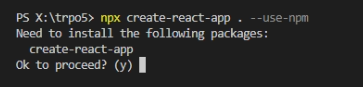 PS X:\trpo5> npx create-react-app . --use-npm
Need to install the following packages:
  create-react-app
Ok to proceed? (y)